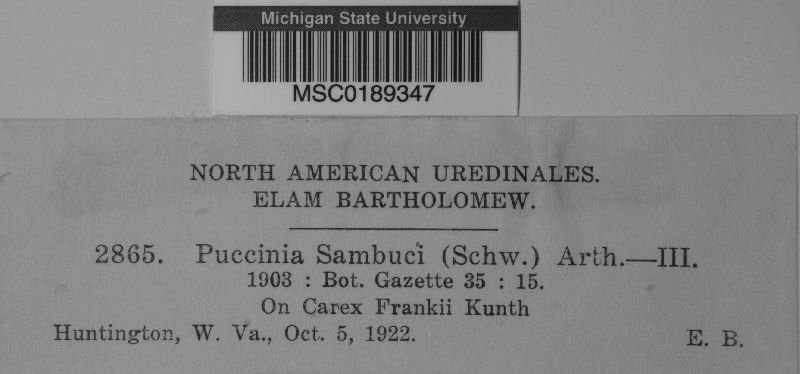 Michigan State University
MSC0189347
NORTH AMERICAN UREDINALES.
ELAM BARTHOLOMEW.
2865. Puccinia Sambuci (Schw.) Arth.—III.
1903 : Bot. Gazette 35 : 15.
On Carex Frankii Kunth
Huntington, W. Va., Oct. 5, 1922. E. B.